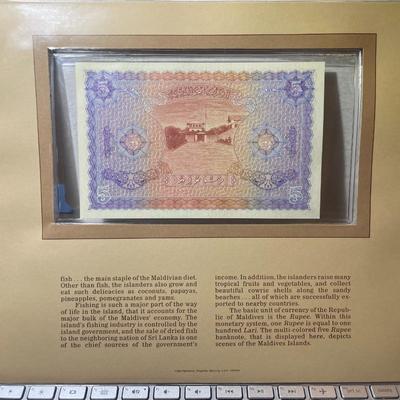 5
5
fish . . . the main staple of the Maldivian diet.
Other than fish, the islanders also grow and
eat such delicacies as coconuts, papayas,
pineapples, pomegranates and yams.
Fishing is such a major part of the way
of life in the island, that it accounts for the
major bulk of the Maldives' economy. The
island's fishing industry is controlled by the
island government, and the sale of dried fish
to the neighboring nation of Sri Lanka is one
of the chief sources of the government's
income. In addition, the islanders raise many
tropical fruits and vegetables, and collect
beautiful cowrie shells along the sandy
beaches . . . all of which are successfully ex-
ported to nearby countries.
The basic unit of currency of the Repub-
lic of Maldives is the Rupee. Within this
monetary system, one Rupee is equal to one
hundred Lari. The multi-colored five Rupee
banknote, that is displayed here, depicts
scenes of the Maldives Islands.